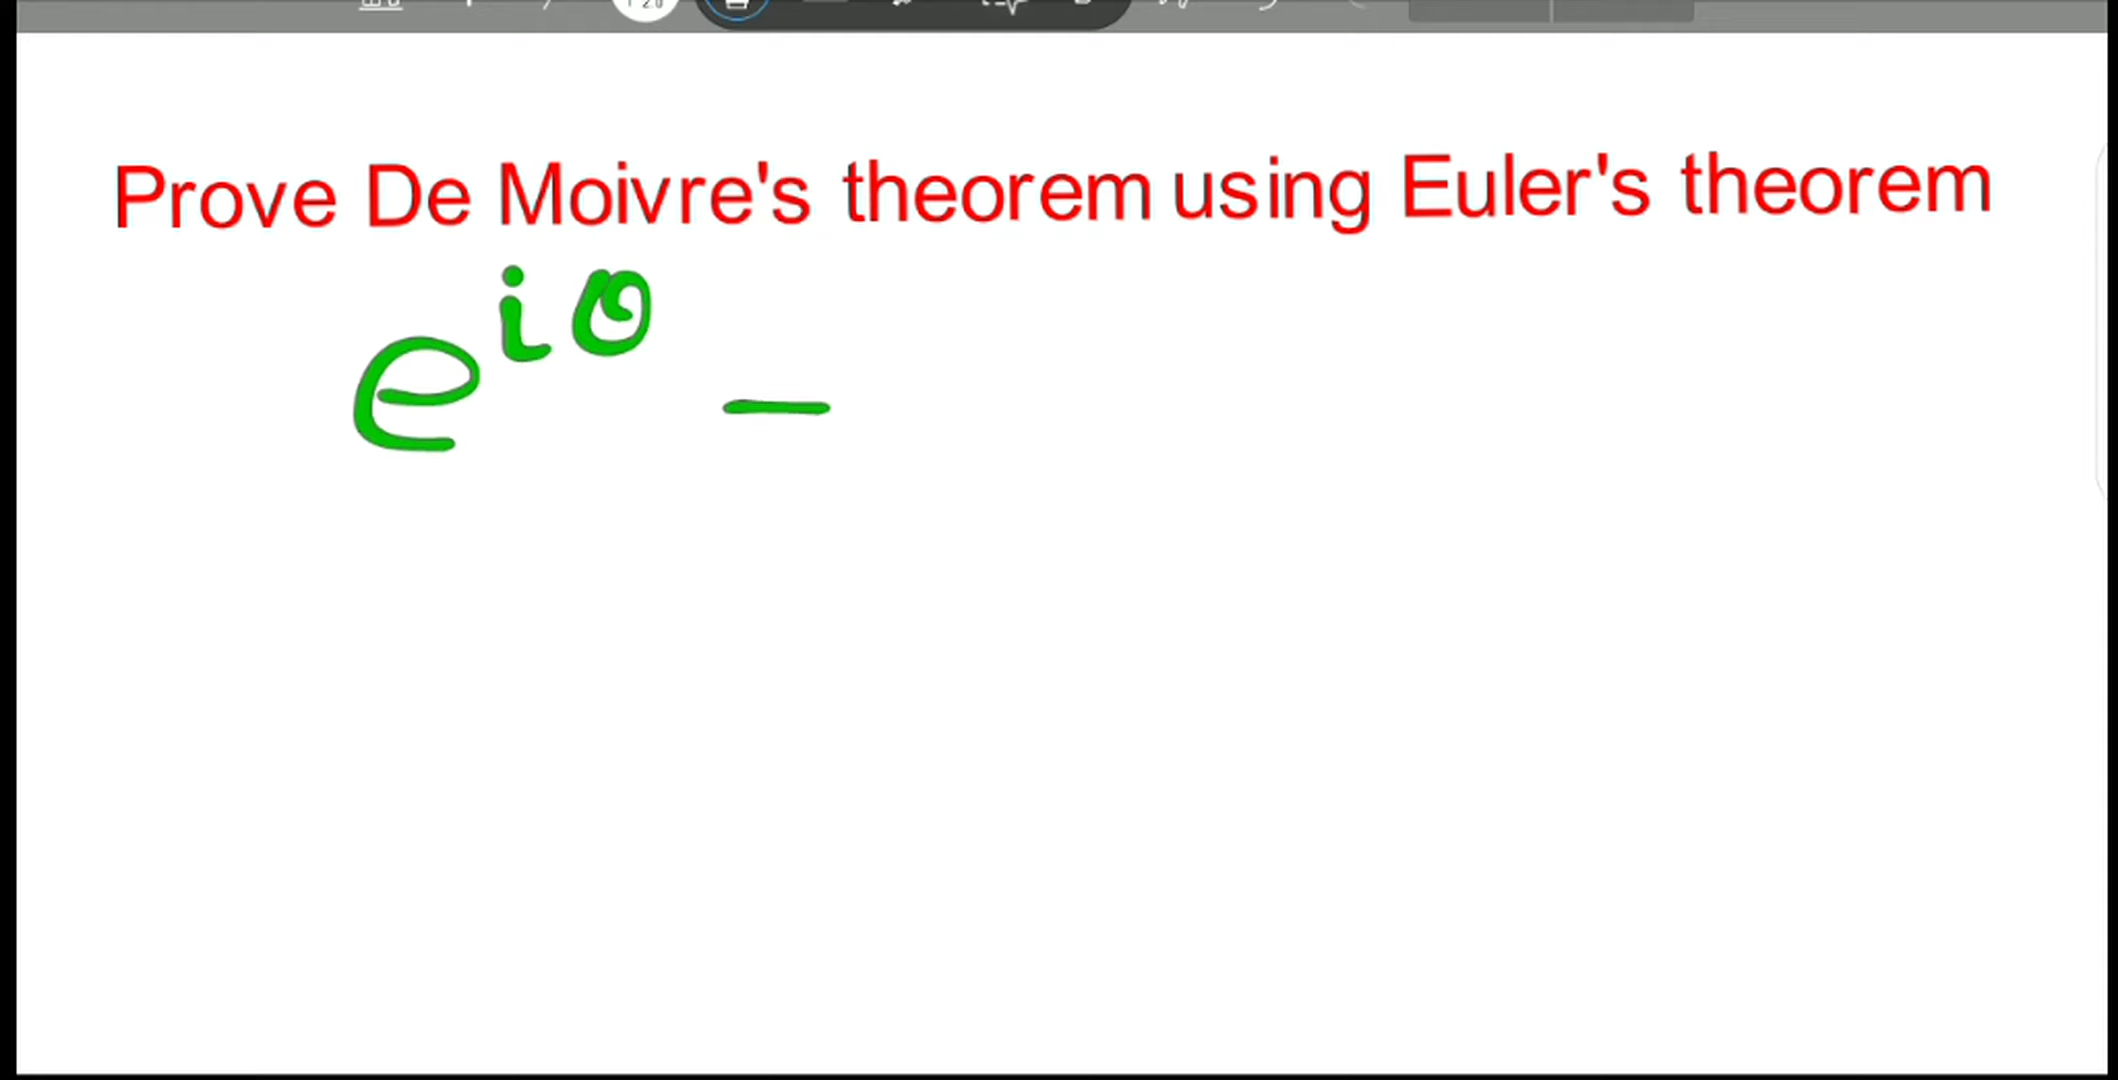 Prove De Moivre's theorem using Euler's theorem
e^{iθ} −